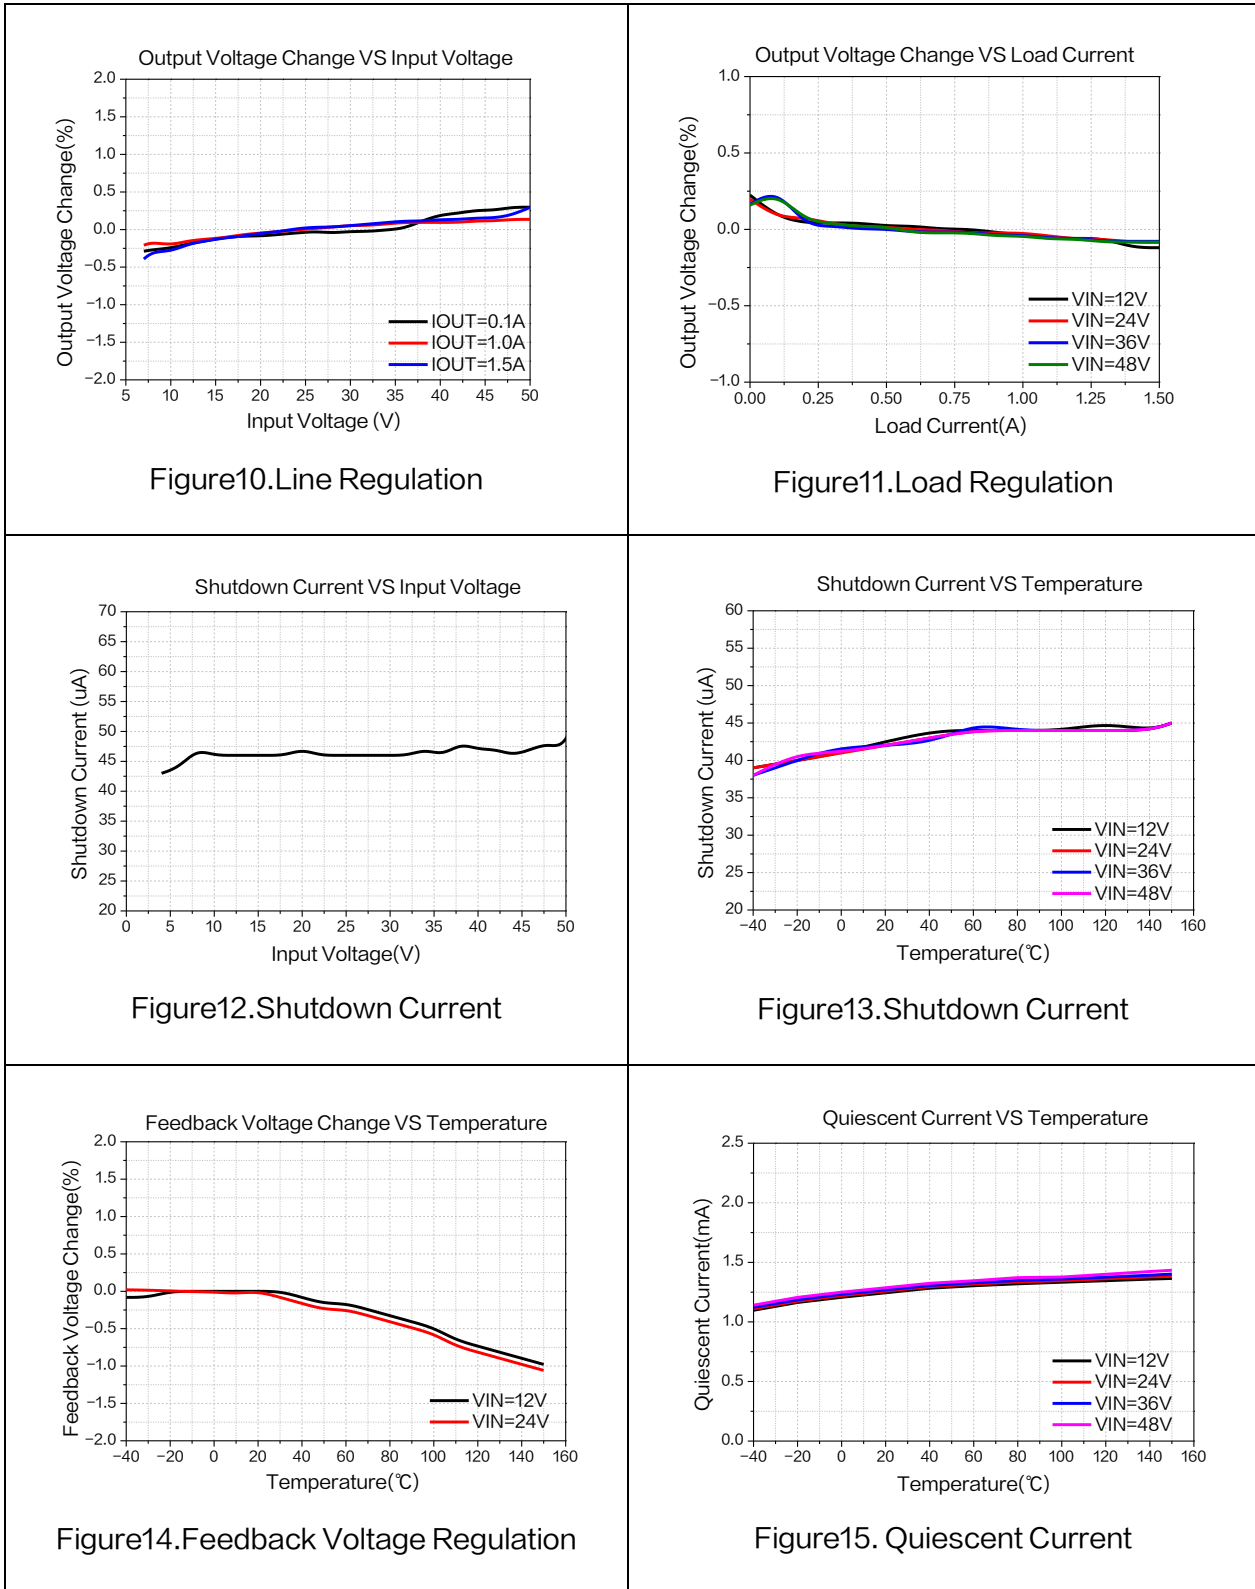 Output Voltage Change VS Input Voltage
Output Voltage Change(%)
2.0
1.5
1.0
0.5
0.0
−0.5
−1.0
−1.5
−2.0
IOUT=0.1A
IOUT=1.0A
IOUT=1.5A
5 10 15 20 25 30 35 40 45 50
Input Voltage (V)
Figure10.Line Regulation
Output Voltage Change VS Load Current
Output Voltage Change(%)
1.0
0.5
0.0
−0.5
−1.0
VIN=12V
VIN=24V
VIN=36V
VIN=48V
0.00 0.25 0.50 0.75 1.00 1.25 1.50
Load Current(A)
Figure11.Load Regulation
Shutdown Current VS Input Voltage
Shutdown Current (uA)
70
65
60
55
50
45
40
35
30
25
20
0 5 10 15 20 25 30 35 40 45 50
Input Voltage(V)
Figure12.Shutdown Current
Shutdown Current VS Temperature
Shutdown Current (uA)
60
55
50
45
40
35
30
25
20
VIN=12V
VIN=24V
VIN=36V
VIN=48V
−40 −20 0 20 40 60 80 100 120 140 160
Temperature(℃)
Figure13.Shutdown Current
Feedback Voltage Change VS Temperature
Feedback Voltage Change(%)
2.0
1.5
1.0
0.5
0.0
−0.5
−1.0
−1.5
−2.0
VIN=12V
VIN=24V
−40 −20 0 20 40 60 80 100 120 140 160
Temperature(℃)
Figure14.Feedback Voltage Regulation
Quiescent Current VS Temperature
Quiescent Current(mA)
2.5
2.0
1.5
1.0
0.5
0.0
VIN=12V
VIN=24V
VIN=36V
VIN=48V
−40 −20 0 20 40 60 80 100 120 140 160
Temperature(℃)
Figure15. Quiescent Current